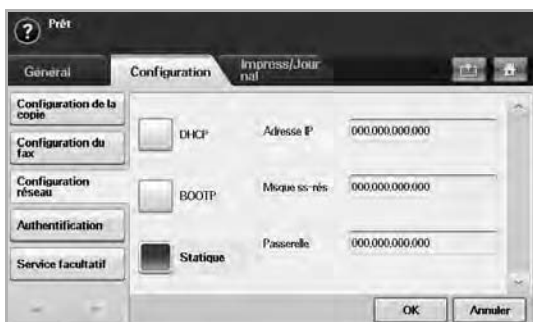 ? Prêt
Général
Configuration
Impress/Jour
nal
Configuration de la
copie
Configuration du
fax
Configuration
réseau
Authentification
Service facultatif
DHCP
Adresse IP
000.000.000.000
BOOTP
Msque ss-rés
000.000.000.000
Statique
Passerelle
000.000.000.000
OK
Annuler